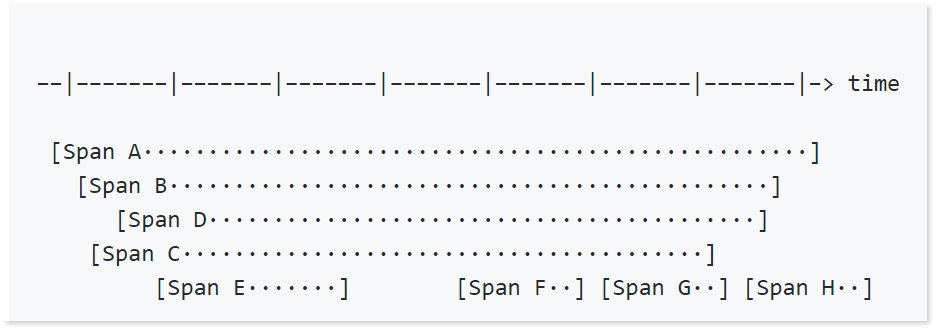 --|-------|-------|-------|-------|-------|-------|-------|-> time
 [Span A···················································]
   [Span B··············································]
      [Span D··········································]
    [Span C········································]
         [Span E·······]        [Span F··] [Span G··] [Span H··]